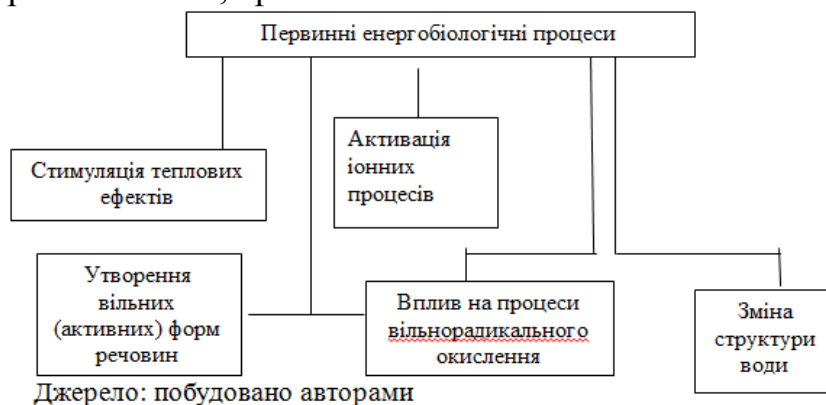 Первинні енергобіологічні процеси
Активація
іонних
процесів
Стимуляція теплових
ефектів
Утворення
вільних
(активних) форм
речовин
Вплив на процеси
вільнорадикального
окислення
Зміна
структури
води
Джерело: побудовано авторами